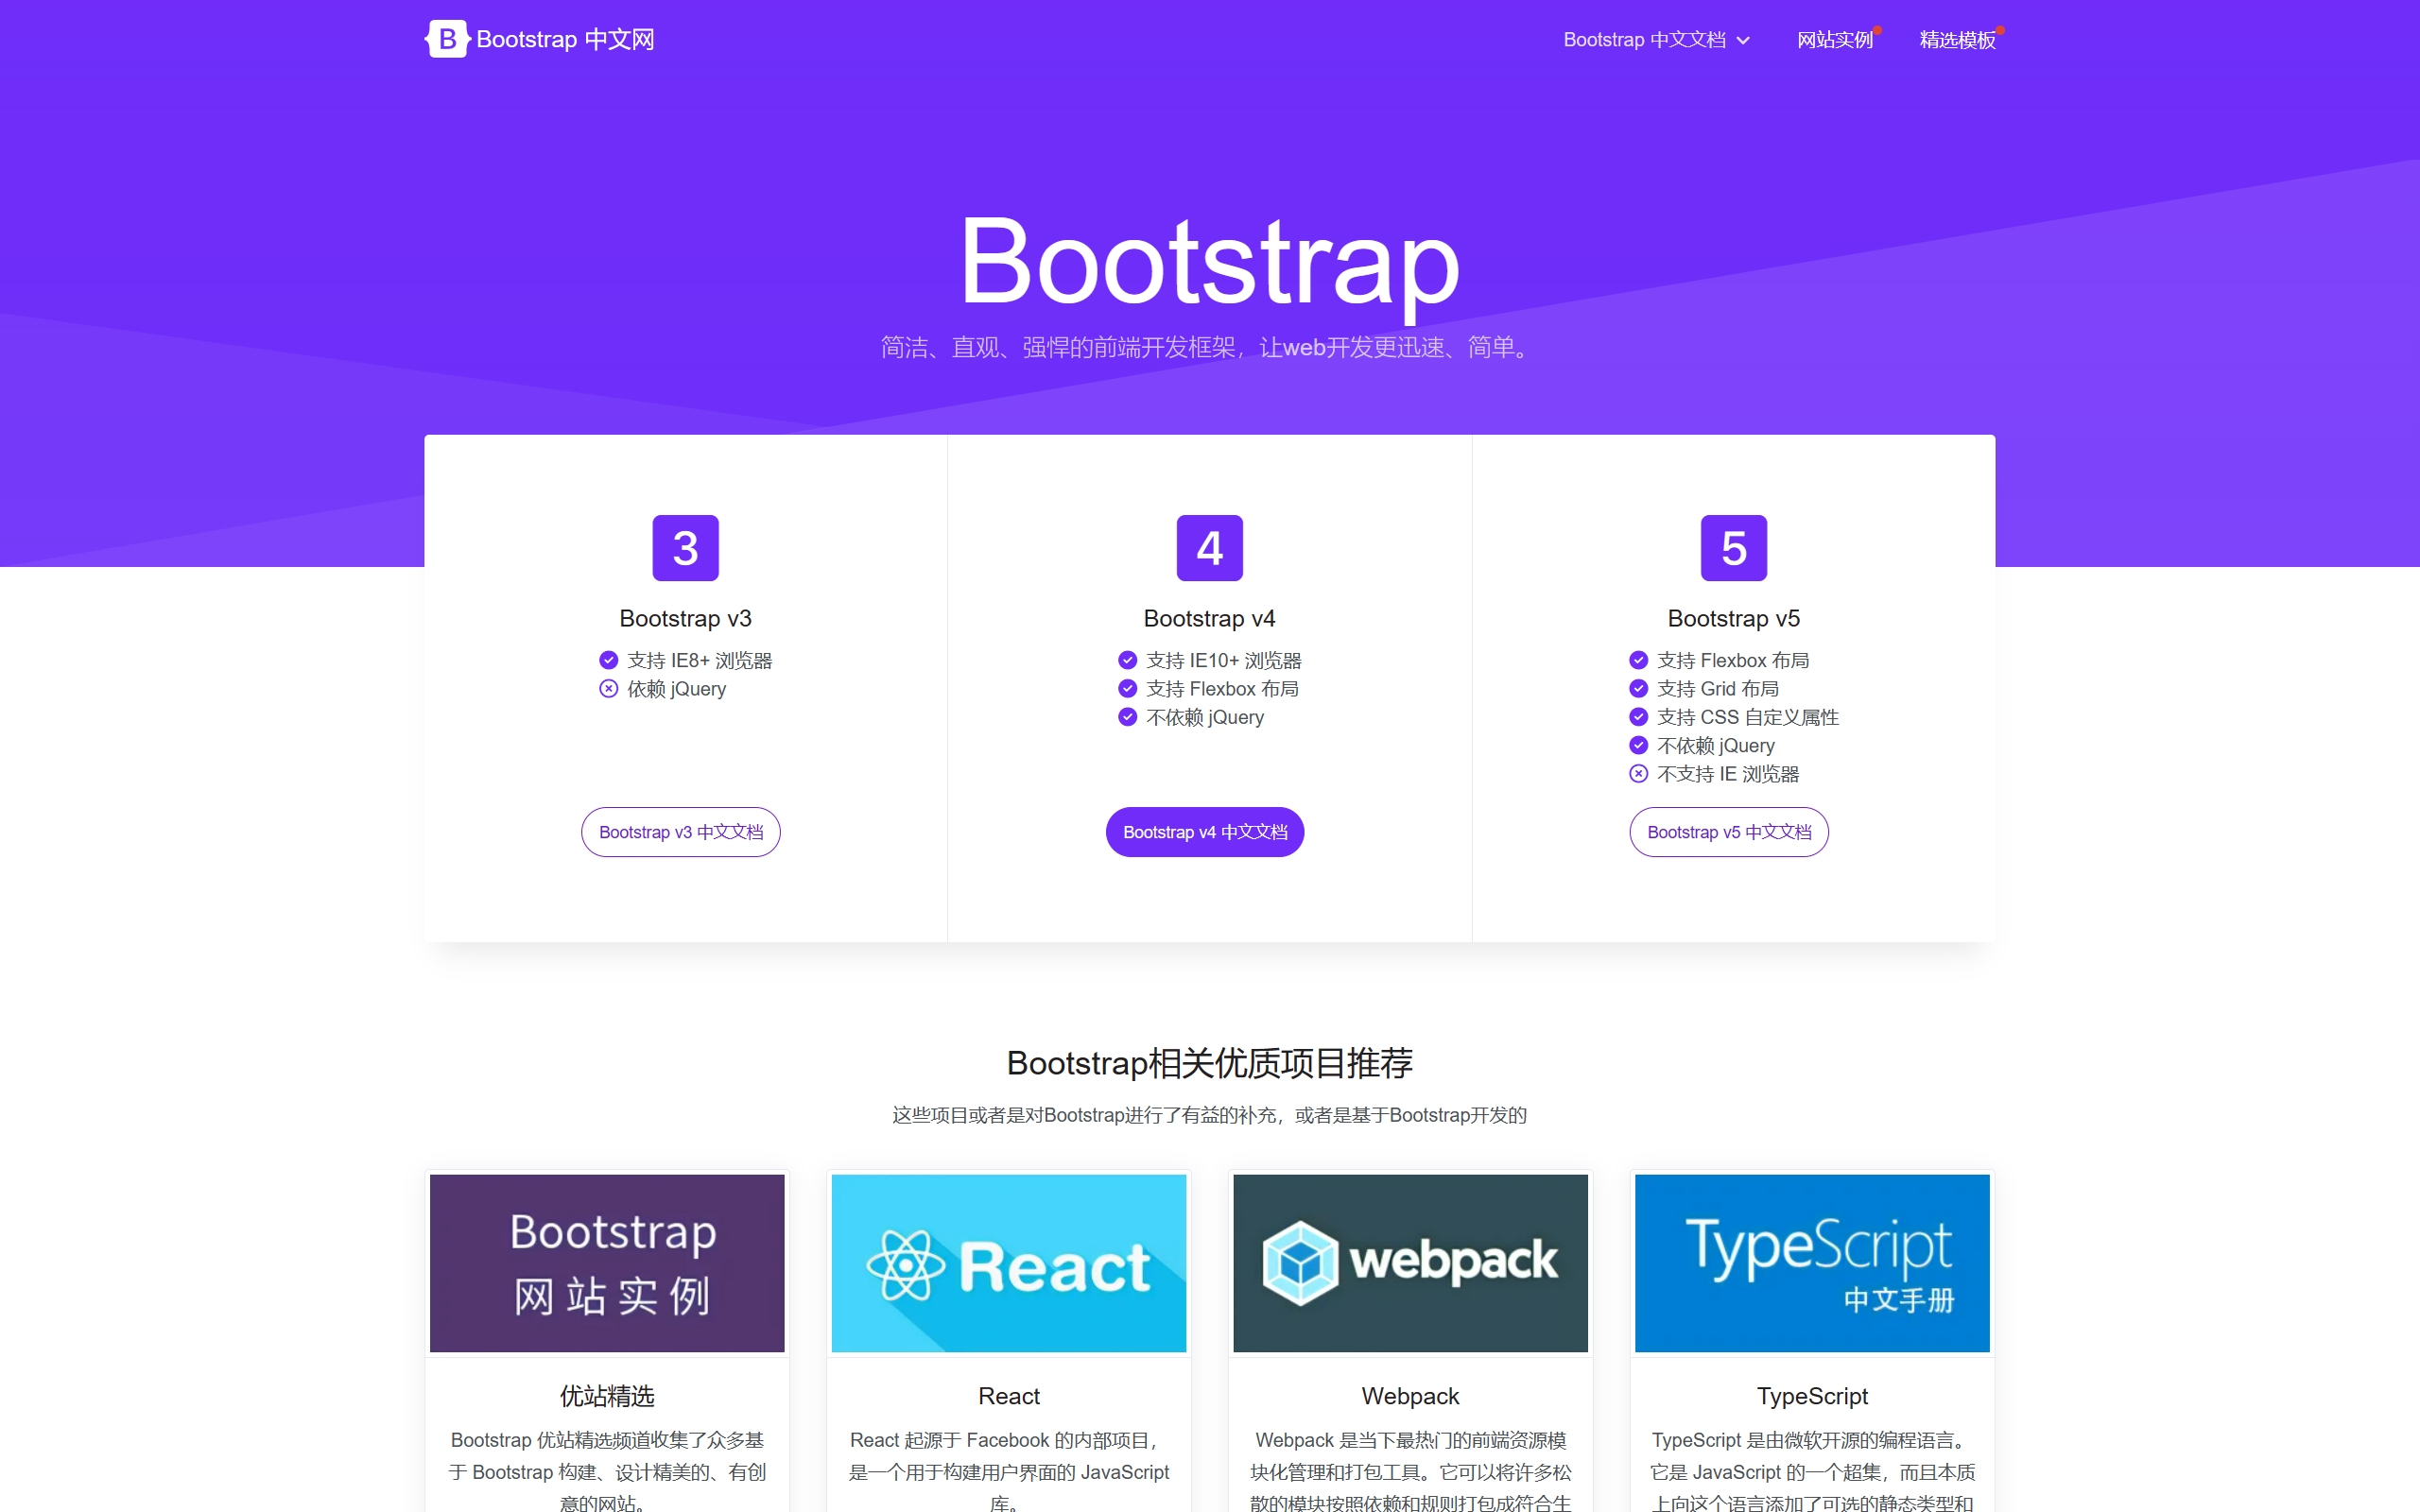 B Bootstrap 中文网
Bootstrap 中文文档
网站实例
精选模板
Bootstrap
简洁、直观、强悍的前端开发框架，让web开发更迅速、简单。
3
Bootstrap v3
支持 IE8+ 浏览器
依赖 jQuery
Bootstrap v3 中文文档
4
Bootstrap v4
支持 IE10+ 浏览器
支持 Flexbox 布局
不依赖 jQuery
Bootstrap v4 中文文档
5
Bootstrap v5
支持 Flexbox 布局
支持 Grid 布局
支持 CSS 自定义属性
不依赖 jQuery
不支持 IE 浏览器
Bootstrap v5 中文文档
Bootstrap相关优质项目推荐
这些项目或者是对Bootstrap进行了有益的补充，或者是基于Bootstrap开发的
Bootstrap
网站实例
优站精选
Bootstrap 优站精选频道收集了众多基
于 Bootstrap 构建、设计精美的、有创
意的网站。
React
React
React 起源于 Facebook 的内部项目，
是一个用于构建用户界面的 JavaScript
库。
webpack
Webpack
Webpack 是当下最热门的前端资源模
块化管理和打包工具。它可以将许多松
散的模块按照依赖和规则打包成符合生
TypeScript
中文手册
TypeScript
TypeScript 是由微软开源的编程语言。
它是 JavaScript 的一个超集，而且本质
上向这个语言添加了可选的静态类型和